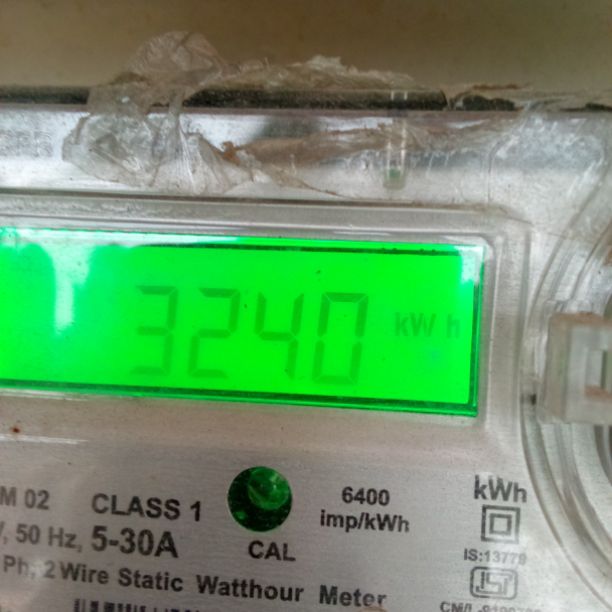 3240 kWh
M 02 CLASS 1 6400 kWh
imp/kWh
, 50 Hz, 5-30A CAL IS:13779
Ph, 2 Wire Static Watthour Meter